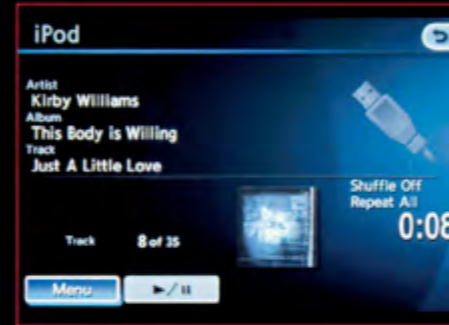 iPod
Artist
Kirby Williams
Album
This Body is Willing
Track
Just A Little Love
Shuffle Off
Repeat All
0:08
Track 8 of 35
Menu
►/II